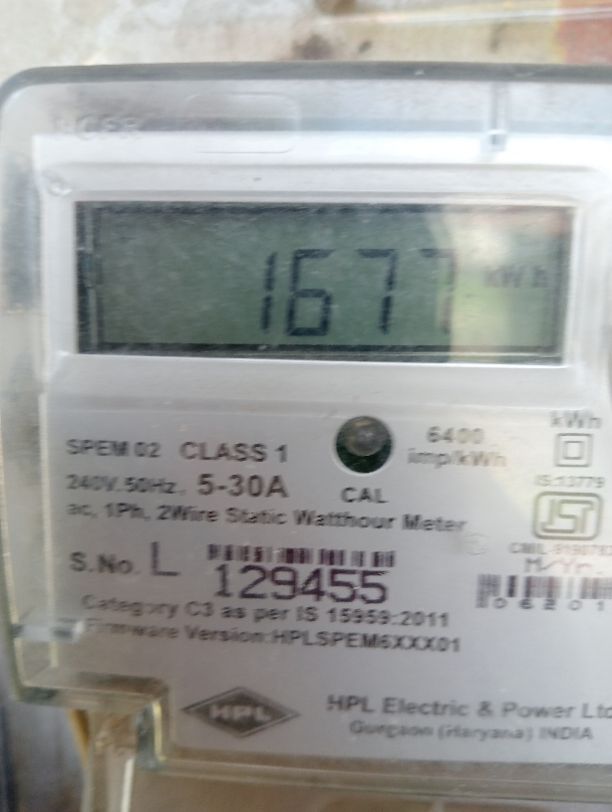 1677 kWh
6400
imp/kWh
kWh
SPEM 02 CLASS 1
240V.50Hz. 5-30A
CAL
IS:13779
ac, 1Ph, 2Wire Static Watthour Meter
S.No. L 129455
M/Yr.
Category C3 as per IS 15959:2011
Firmware Version:HPLSPEM6XXX01
HPL
HPL Electric & Power Ltd
Gurgaon (Haryana) INDIA